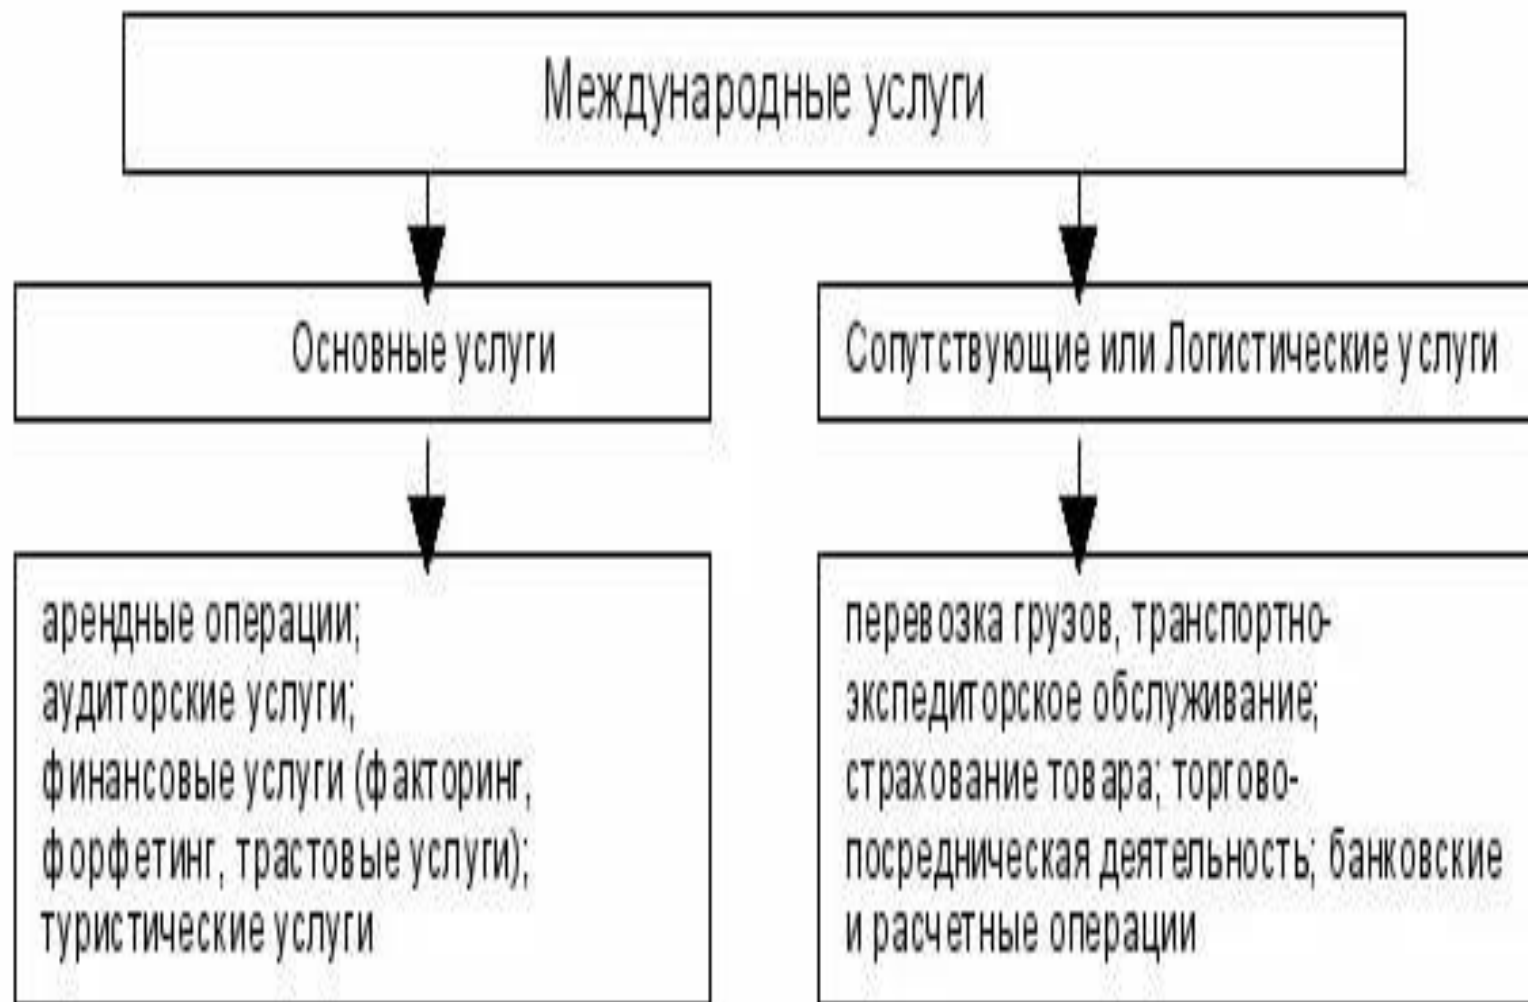 Международные услуги
Основные услуги
Сопутствующие или Логистические услуги
арендные операции;
аудиторские услуги;
финансовые услуги (факторинг,
форфетинг, трастовые услуги);
туристические услуги
перевозка грузов, транспортно-
экспедиторское обслуживание;
страхование товара; торгово-
посредническая деятельность; банковские
и расчетные операции